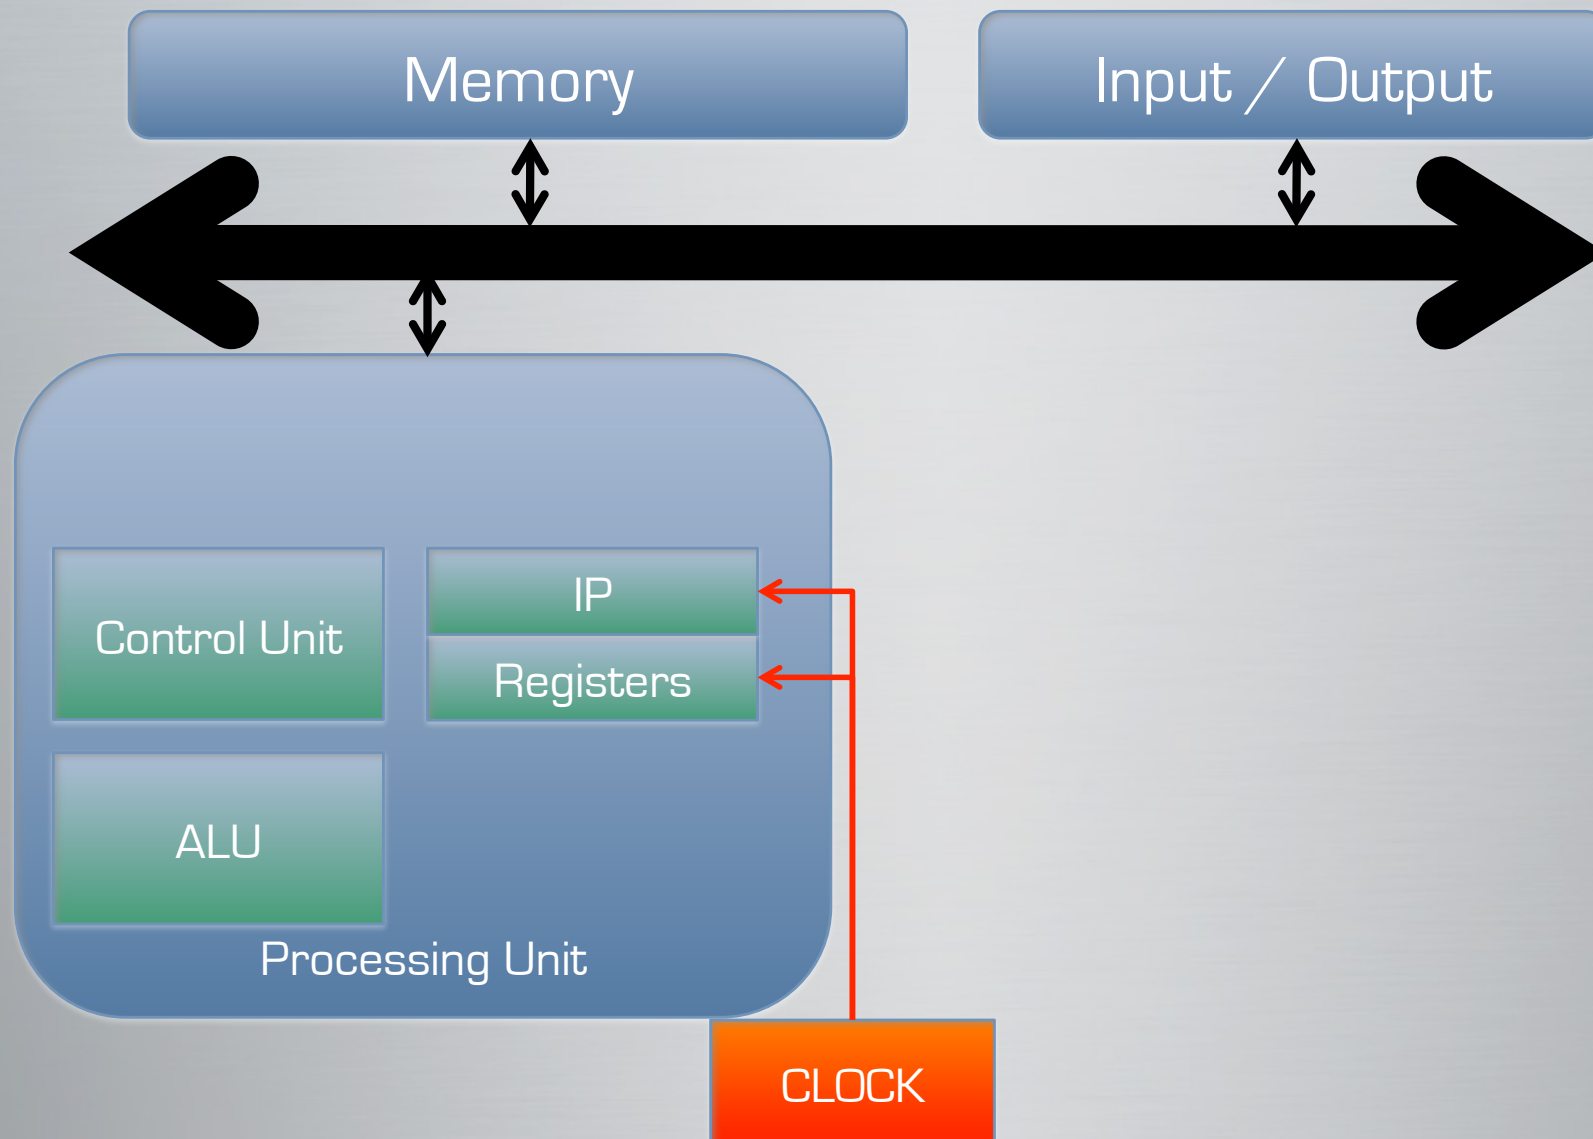 Memory
Input / Output
Control Unit
IP
Registers
ALU
Processing Unit
CLOCK